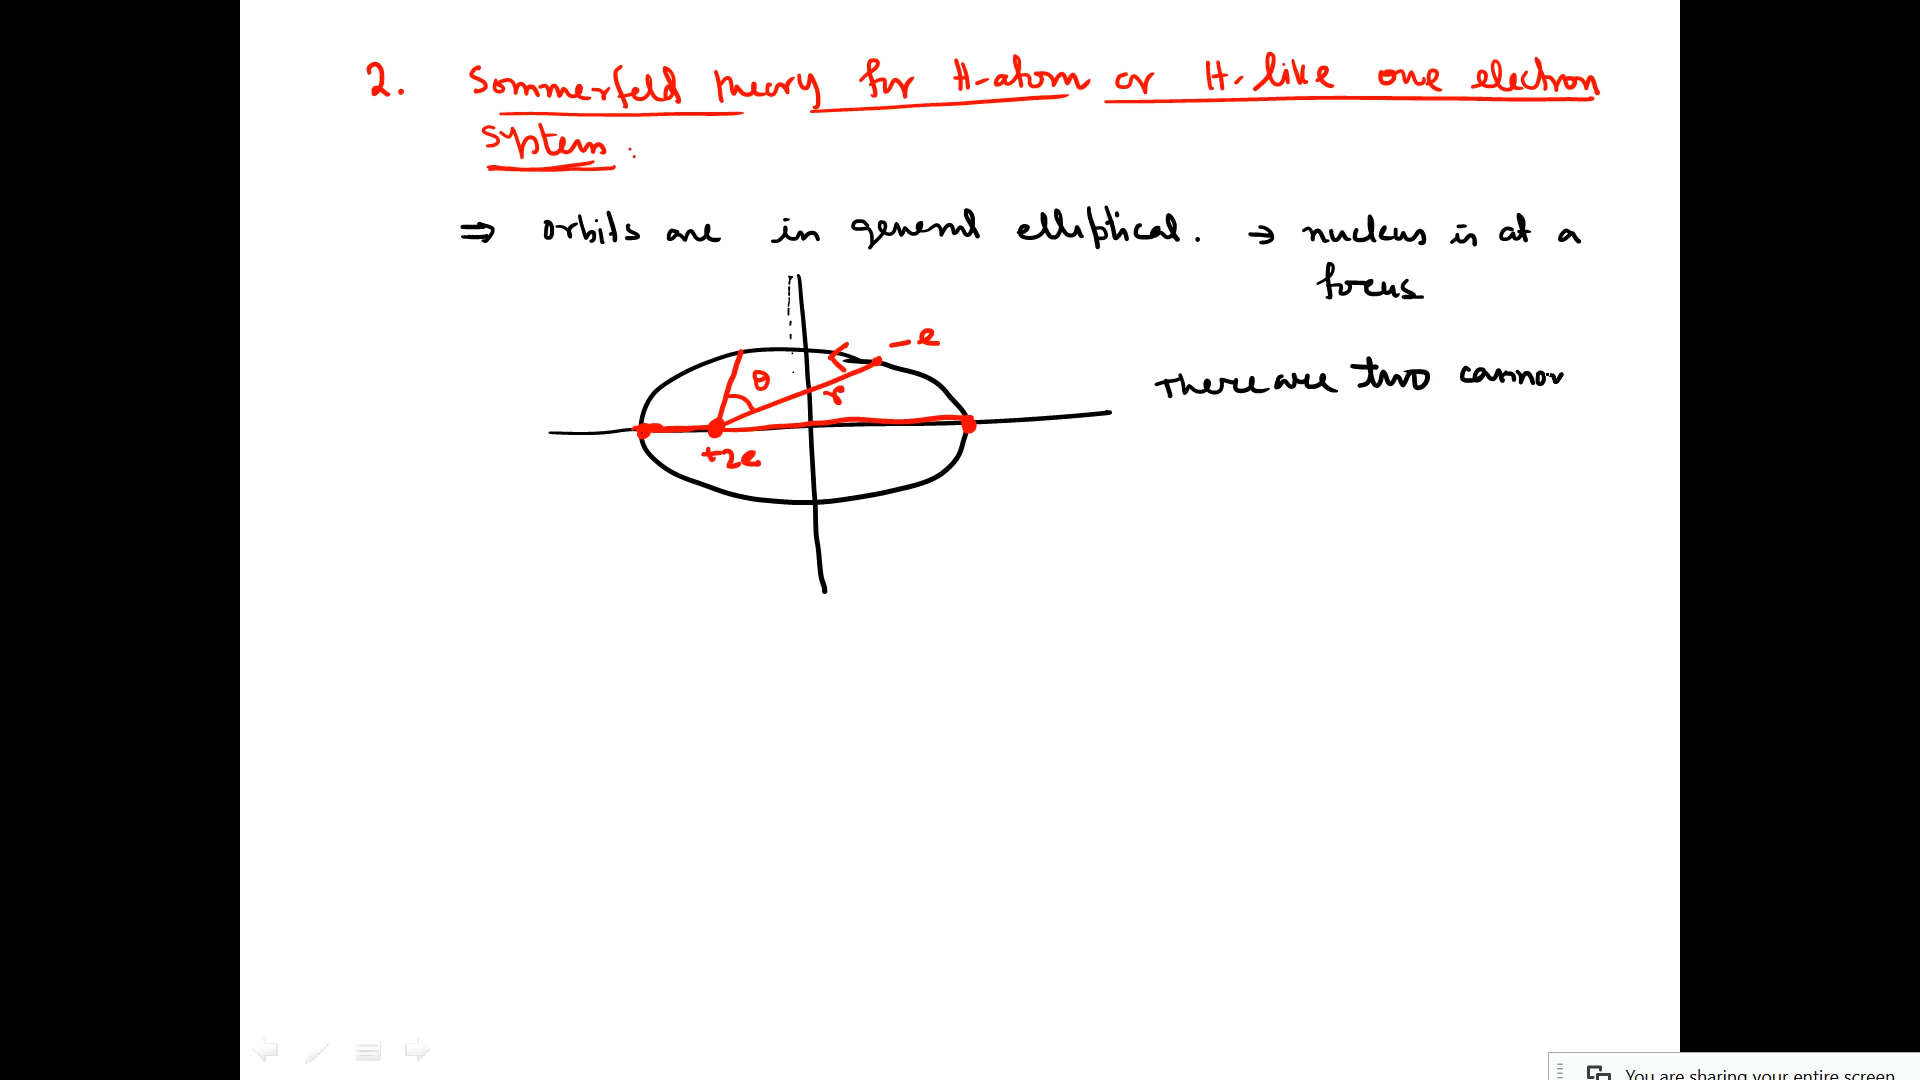 2. Sommerfeld theory for H-atom or H-like one electron
system:
⇒ orbits are in general elliptical. → nucleus is at a
focus
-e
θ
r
There are two cannon
+Ze
You are sharing your entire screen